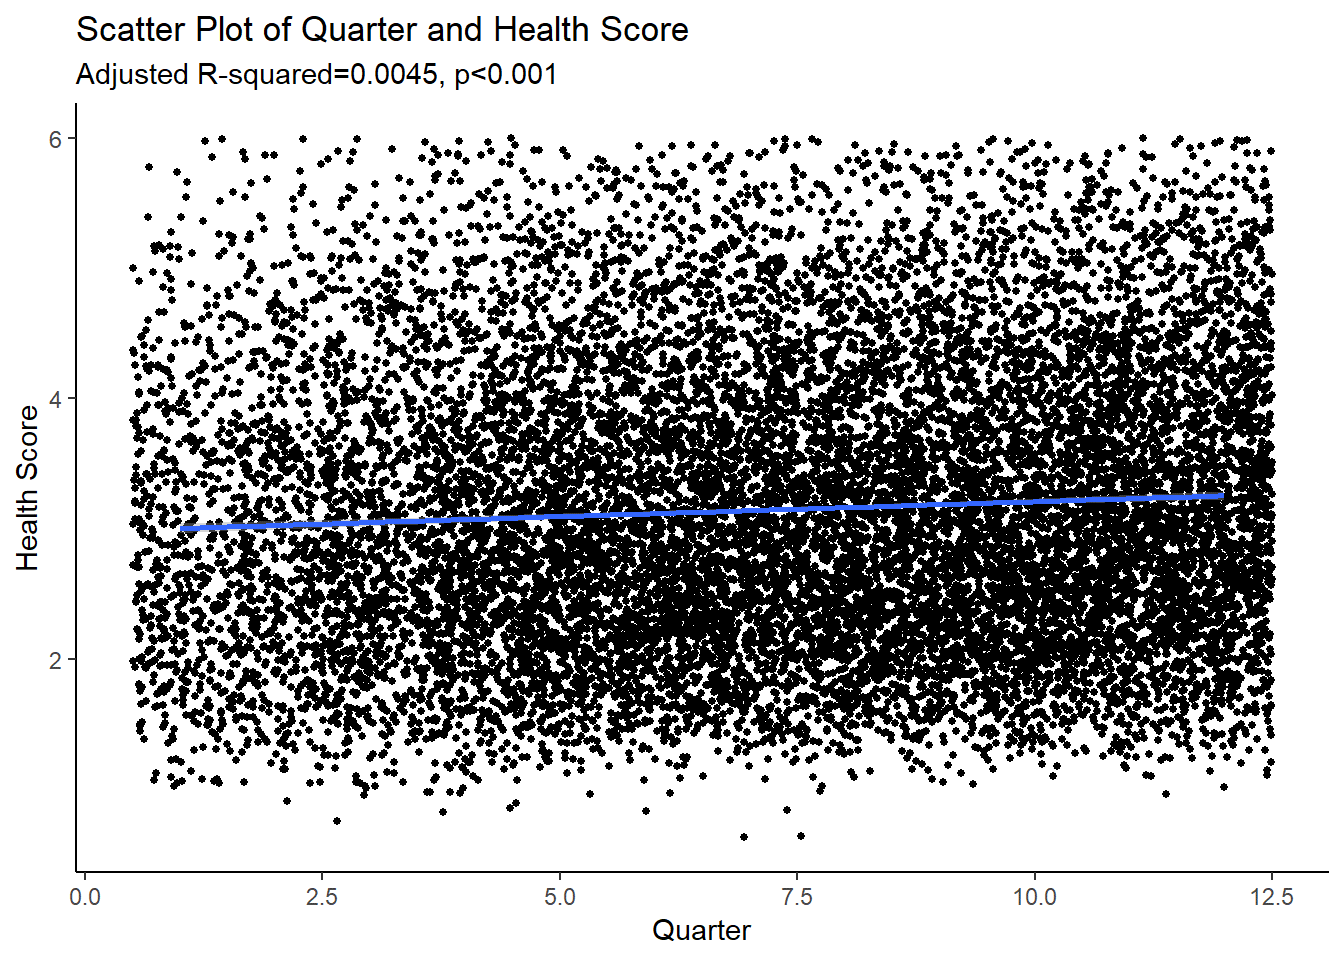 Scatter Plot of Quarter and Health Score
Adjusted R-squared=0.0045, p<0.001
6
4
2
Health Score
0.0 2.5 5.0 7.5 10.0 12.5
Quarter